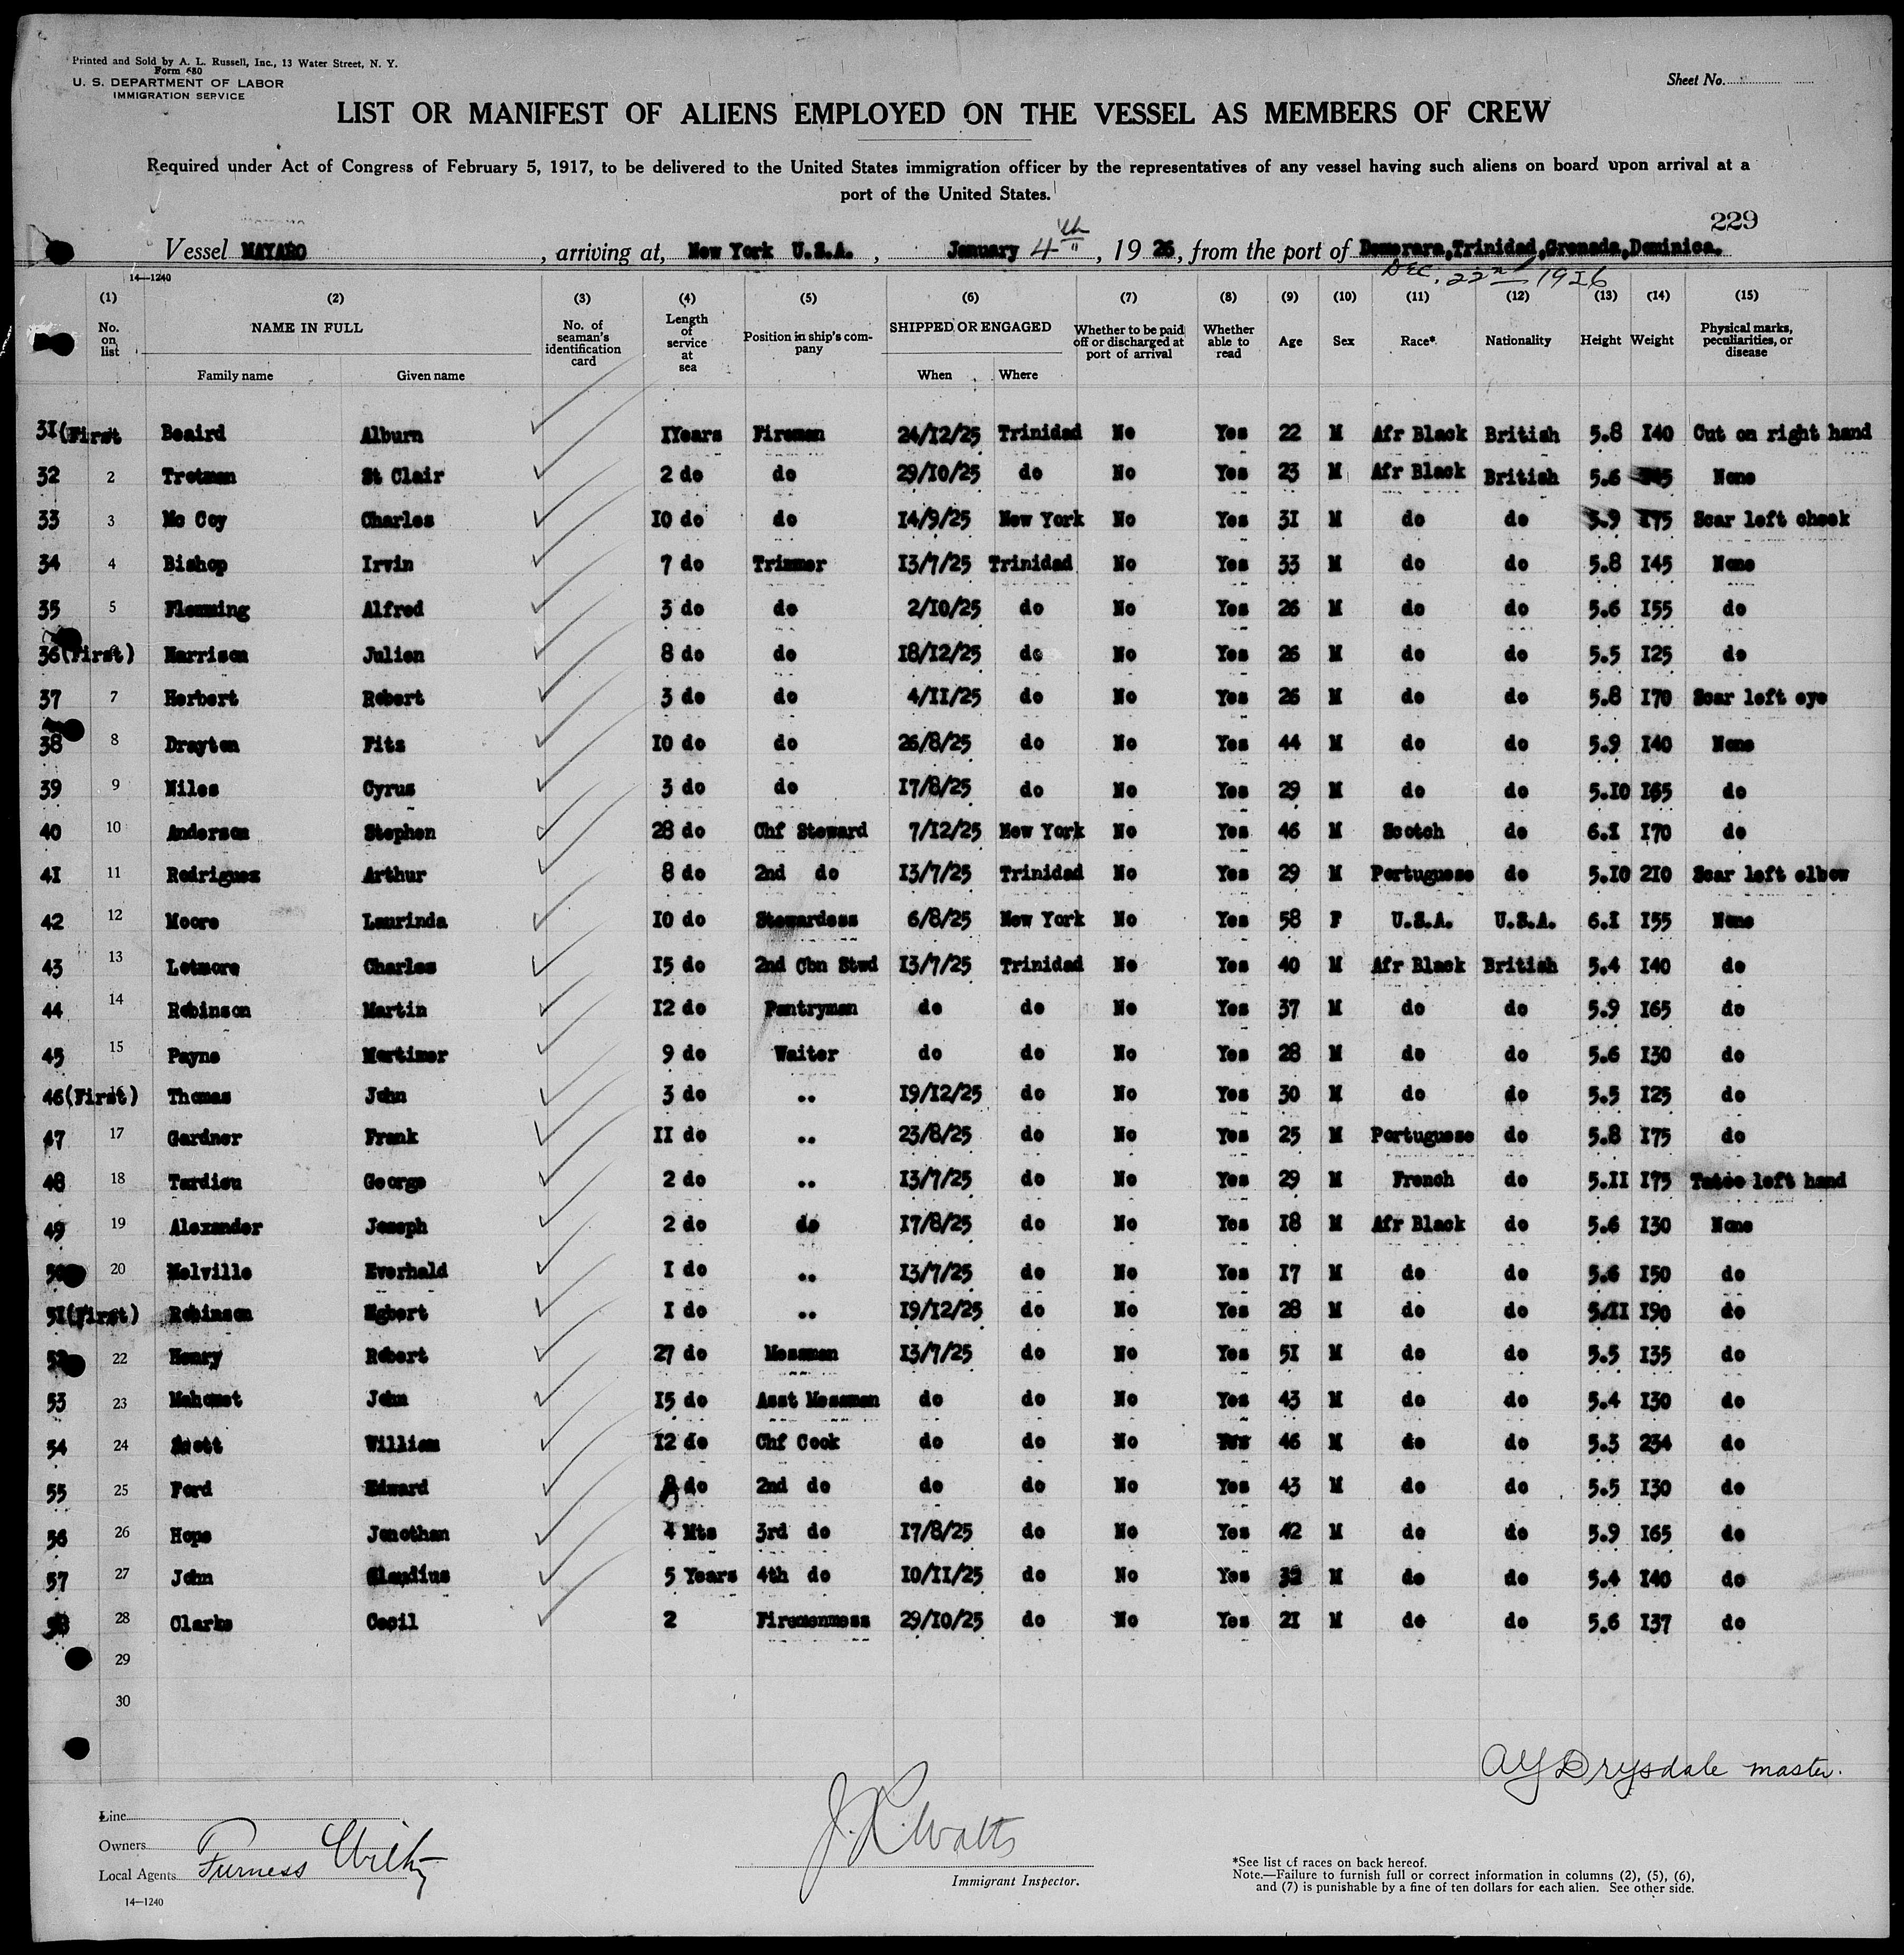 Printed and Sold by A. L. Russell, Inc., 13 Water Street, N. Y.
Form 680
U. S. DEPARTMENT OF LABOR
IMMIGRATION SERVICE
Sheet No.
LIST OR MANIFEST OF ALIENS EMPLOYED ON THE VESSEL AS MEMBERS OF CREW
Required under Act of Congress of February 5, 1917, to be delivered to the United States immigration officer by the representatives of any vessel having such aliens on board upon arrival at a
port of the United States.
229
Vessel MAYARO, arriving at, New York U.S.A., January 4th, 1926, from the port of Demerara,Trinidad,Grenada,Dominica.
Dec. 22nd 1926
14—1240
(1) (2) (3) (4) (5) (6) (7) (8) (9) (10) (11) (12) (13) (14) (15)
No. on list NAME IN FULL Family name Given name No. of seaman's identification card Length of service at sea Position in ship's company SHIPPED OR ENGAGED When Where Whether to be paid off or discharged at port of arrival Whether able to read Age Sex Race* Nationality Height Weight Physical marks, peculiarities, or disease
31(First Beaird Alburn 1Years Fireman 24/12/25 Trinidad No Yes 22 M Afr Black British 5.8 140 Cut on right hand
32 2 Trotman St Clair 2 do do 29/10/25 do No Yes 23 M Afr Black British 5.6 None
33 3 Mc Coy Charles 10 do do 14/9/25 New York No Yes 31 M do do 5.9 175 Scar left cheek
34 4 Bishop Irvin 7 do Trimmer 13/7/25 Trinidad No Yes 33 M do do 5.8 145 None
35 5 Flemming Alfred 3 do do 2/10/25 do No Yes 26 M do do 5.6 155 do
36(First) Harrison Julien 8 do do 18/12/25 do No Yes 26 M do do 5.5 125 do
37 7 Herbert Robert 3 do do 4/11/25 do No Yes 26 M do do 5.8 170 Scar left eye
38 8 Drayton Fitz 10 do do 26/8/25 do No Yes 44 M do do 5.9 140 None
39 9 Niles Cyrus 3 do do 17/8/25 do No Yes 29 M do do 5.10 165 do
40 10 Anderson Stephen 28 do Chf Steward 7/12/25 New York No Yes 46 M Scotch do 6.1 170 do
41 11 Rodriguez Arthur 8 do 2nd do 13/7/25 Trinidad No Yes 29 M Portuguese do 5.10 210 Scar left elbow
42 12 Moore Laurinda 10 do Stewardess 6/8/25 New York No Yes 58 F U.S.A. U.S.A. 6.1 155 None
43 13 Letmore Charles 15 do 2nd Cbn Stwd 13/7/25 Trinidad No Yes 40 M Afr Black British 5.4 140 do
44 14 Robinson Martin 12 do Pantryman do do No Yes 37 M do do 5.9 165 do
45 15 Payne Mortimer 9 do Waiter do do No Yes 28 M do do 5.6 130 do
46(First) Thomas John 3 do .. 19/12/25 do No Yes 30 M do do 5.5 125 do
47 17 Gardner Frank 11 do .. 23/8/25 do No Yes 25 M Portuguese do 5.8 175 do
48 18 Tardieu George 2 do .. 13/7/25 do No Yes 29 M French do 5.11 175 Tatoo left hand
49 19 Alexander Joseph 2 do do 17/8/25 do No Yes 18 M Afr Black do 5.6 130 None
50 20 Melville Everhald 1 do .. 13/7/25 do No Yes 17 M do do 5.6 150 do
51(First) Robinson Egbert 1 do .. 19/12/25 do No Yes 28 M do do 5.11 190 do
52 22 Henry Robert 27 do Messman 13/7/25 do No Yes 51 M do do 5.5 135 do
53 23 Mahomet John 15 do Asst Messman do do No Yes 43 M do do 5.4 130 do
54 24 Scott William 12 do Chf Cook do do No Yes 46 M do do 5.3 234 do
55 25 Ford Edward 8 do 2nd do do do No Yes 43 M do do 5.5 130 do
56 26 Hope Jonothan 4 Mts 3rd do 17/8/25 do No Yes 42 M do do 5.9 165 do
57 27 John Claudius 5 Years 4th do 10/11/25 do No Yes 32 M do do 5.4 140 do
58 28 Clarke Cecil 2 Firemenmess 29/10/25 do No Yes 21 M do do 5.6 137 do
29
30
AY Drysdale master.
Line
Owners
Local Agents Furness Withy
14—1240
J. R. Watts
Immigrant Inspector.
*See list of races on back hereof.
Note.—Failure to furnish full or correct information in columns (2), (5), (6),
and (7) is punishable by a fine of ten dollars for each alien. See other side.